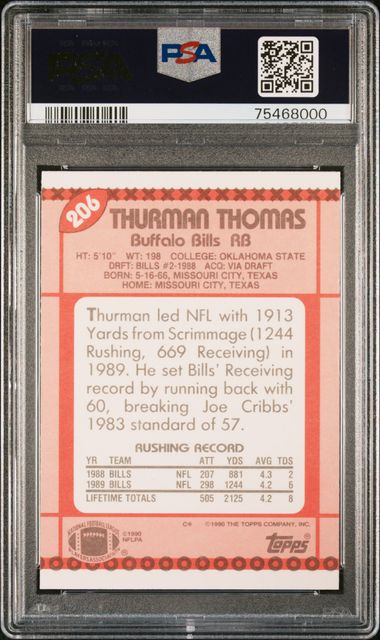 PSA
75468000
206
THURMAN THOMAS
Buffalo Bills RB
HT: 5'10" WT: 198 COLLEGE: OKLAHOMA STATE
DRFT: BILLS #2-1988 ACQ: VIA DRAFT
BORN: 5-16-66, MISSOURI CITY, TEXAS
HOME: MISSOURI CITY, TEXAS
Thurman led NFL with 1913
Yards from Scrimmage (1244
Rushing, 669 Receiving) in
1989. He set Bills' Receiving
record by running back with
60, breaking Joe Cribbs'
1983 standard of 57.
RUSHING RECORD
YR TEAM ATT YDS AVG TDS
1988 BILLS NFL 207 881 4.3 2
1989 BILLS NFL 298 1244 4.2 6
LIFETIME TOTALS 505 2125 4.2 8
©1990
NFLPA
©1990 THE TOPPS COMPANY, INC.
topps